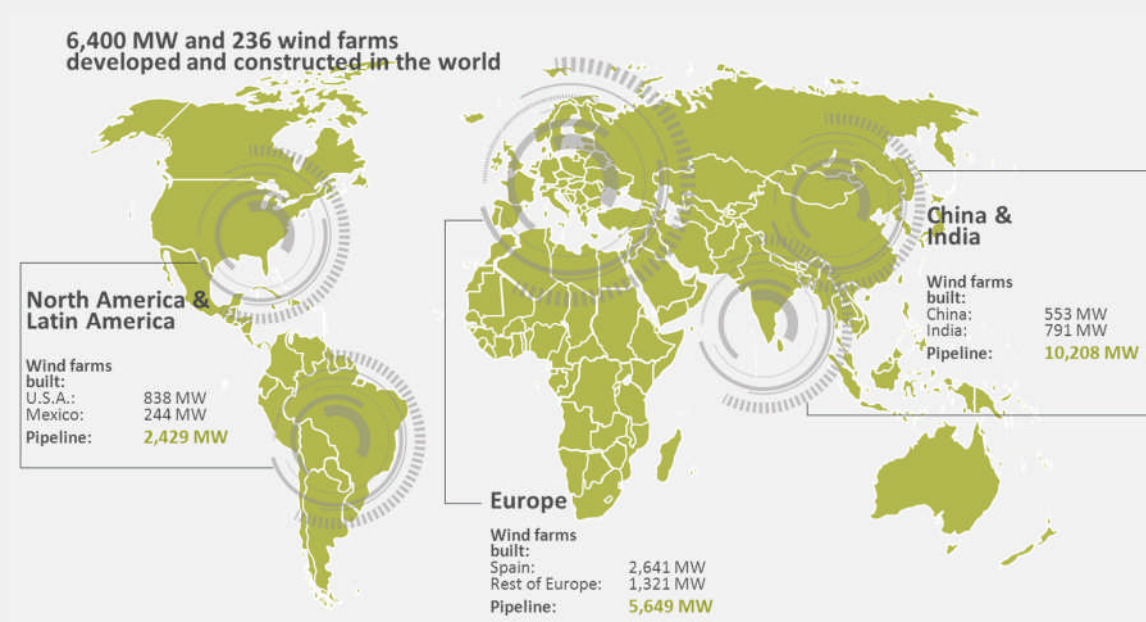 6,400 MW and 236 wind farms
developed and constructed in the world
North America &
Latin America
Wind farms
built:
U.S.A.: 838 MW
Mexico: 244 MW
Pipeline: 2,429 MW
Europe
Wind farms
built:
Spain: 2,641 MW
Rest of Europe: 1,321 MW
Pipeline: 5,649 MW
China &
India
Wind farms
built:
China: 553 MW
India: 791 MW
Pipeline: 10,208 MW